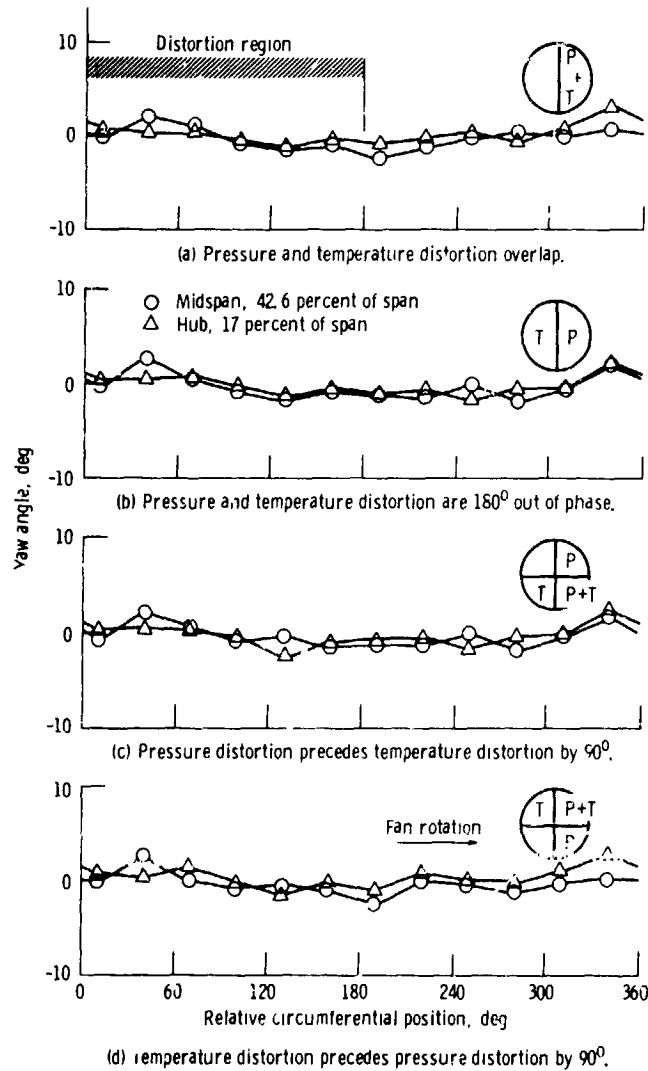 10
Distortion region
P
+
T
0
-10
(a) Pressure and temperature distortion overlap.
10
Midspan, 42.6 percent of span
Hub, 17 percent of span
T P
0
-10
(b) Pressure and temperature distortion are 180⁰ out of phase.
Yaw angle, deg
10
P
T P+T
0
-10
(c) Pressure distortion precedes temperature distortion by 90⁰.
10
Fan rotation
T P+T
P
0
-10
0 60 120 180 240 300 360
Relative circumferential position, deg
(d) Temperature distortion precedes pressure distortion by 90⁰.